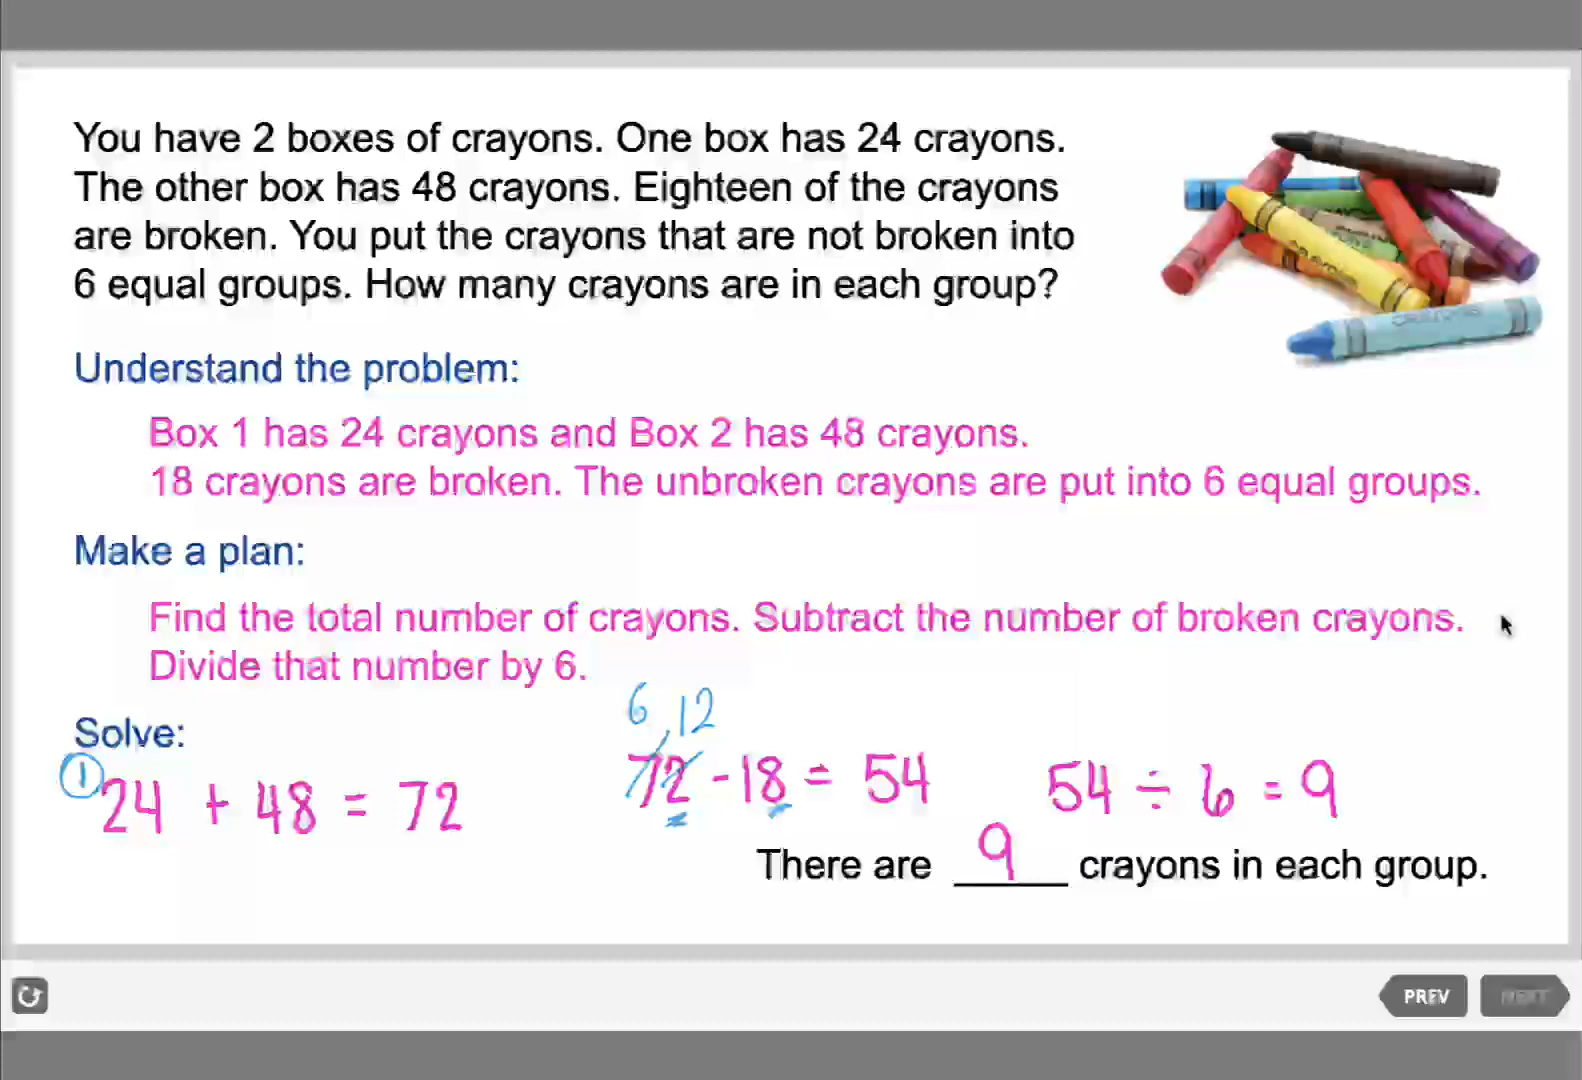 You have 2 boxes of crayons. One box has 24 crayons.
The other box has 48 crayons. Eighteen of the crayons
are broken. You put the crayons that are not broken into
6 equal groups. How many crayons are in each group?
Understand the problem:
Box 1 has 24 crayons and Box 2 has 48 crayons.
18 crayons are broken. The unbroken crayons are put into 6 equal groups.
Make a plan:
Find the total number of crayons. Subtract the number of broken crayons.
Divide that number by 6.
Solve:
① 24 + 48 = 72
6 12
72 - 18 = 54
54 ÷ 6 = 9
There are 9 crayons in each group.
PREV
NEXT